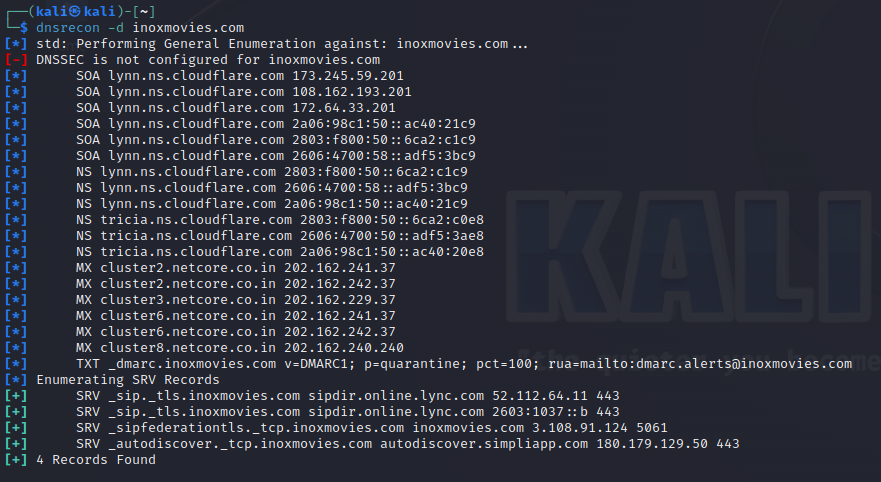 ┌──(kali㉿kali)-[~]
└─$ dnsrecon -d inoxmovies.com
[*] std: Performing General Enumeration against: inoxmovies.com...
[-] DNSSEC is not configured for inoxmovies.com
[*] SOA lynn.ns.cloudflare.com 173.245.59.201
[*] SOA lynn.ns.cloudflare.com 108.162.193.201
[*] SOA lynn.ns.cloudflare.com 172.64.33.201
[*] SOA lynn.ns.cloudflare.com 2a06:98c1:50::ac40:21c9
[*] SOA lynn.ns.cloudflare.com 2803:f800:50::6ca2:c1c9
[*] SOA lynn.ns.cloudflare.com 2606:4700:58::adf5:3bc9
[*] NS lynn.ns.cloudflare.com 2803:f800:50::6ca2:c1c9
[*] NS lynn.ns.cloudflare.com 2606:4700:58::adf5:3bc9
[*] NS lynn.ns.cloudflare.com 2a06:98c1:50::ac40:21c9
[*] NS tricia.ns.cloudflare.com 2803:f800:50::6ca2:c0e8
[*] NS tricia.ns.cloudflare.com 2606:4700:50::adf5:3ae8
[*] NS tricia.ns.cloudflare.com 2a06:98c1:50::ac40:20e8
[*] MX cluster2.netcore.co.in 202.162.241.37
[*] MX cluster2.netcore.co.in 202.162.242.37
[*] MX cluster3.netcore.co.in 202.162.229.37
[*] MX cluster6.netcore.co.in 202.162.241.37
[*] MX cluster6.netcore.co.in 202.162.242.37
[*] MX cluster8.netcore.co.in 202.162.240.240
[*] TXT _dmarc.inoxmovies.com v=DMARC1; p=quarantine; pct=100; rua=mailto:dmarc.alerts@inoxmovies.com
[*] Enumerating SRV Records
[+] SRV _sip._tls.inoxmovies.com sipdir.online.lync.com 52.112.64.11 443
[+] SRV _sip._tls.inoxmovies.com sipdir.online.lync.com 2603:1037::b 443
[+] SRV _sipfederationtls._tcp.inoxmovies.com inoxmovies.com 3.108.91.124 5061
[+] SRV _autodiscover._tcp.inoxmovies.com autodiscover.simpliapp.com 180.179.129.50 443
[+] 4 Records Found
KALI
"the quieter you become